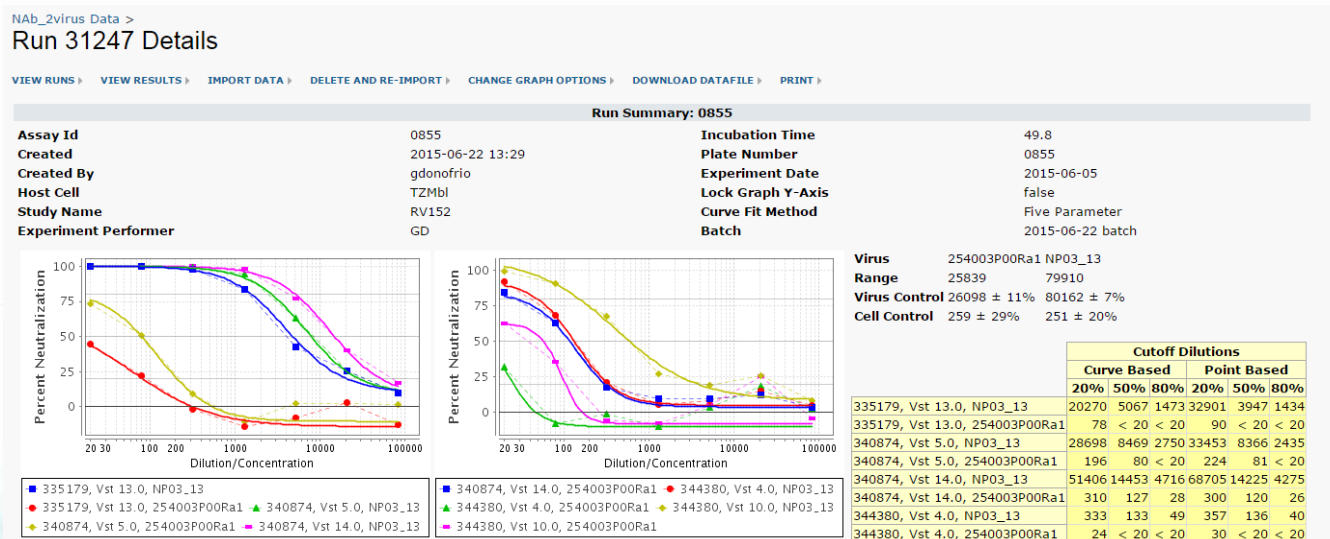 NAb_2virus Data >
Run 31247 Details
VIEW RUNS VIEW RESULTS IMPORT DATA DELETE AND RE-IMPORT CHANGE GRAPH OPTIONS DOWNLOAD DATAFILE PRINT
Run Summary: 0855
Assay Id 0855 Incubation Time 49.8
Created 2015-06-22 13:29 Plate Number 0855
Created By gdonofrio Experiment Date 2015-06-05
Host Cell TZMbl Lock Graph Y-Axis false
Study Name RV152 Curve Fit Method Five Parameter
Experiment Performer GD Batch 2015-06-22 batch
Percent Neutralization
100
75
50
25
0
20 30 100 200 1000 10000 100000
Dilution/Concentration
335179, Vst 13.0, NP03_13
335179, Vst 13.0, 254003P00Ra1 340874, Vst 5.0, NP03_13
340874, Vst 5.0, 254003P00Ra1 340874, Vst 14.0, NP03_13
Percent Neutralization
100
75
50
25
0
20 30 100 200 1000 10000 100000
Dilution/Concentration
340874, Vst 14.0, 254003P00Ra1 344380, Vst 4.0, NP03_13
344380, Vst 4.0, 254003P00Ra1 344380, Vst 10.0, NP03_13
344380, Vst 10.0, 254003P00Ra1
Virus 254003P00Ra1 NP03_13
Range 25839 79910
Virus Control 26098 ± 11% 80162 ± 7%
Cell Control 259 ± 29% 251 ± 20%
Cutoff Dilutions
Curve Based Point Based
20% 50% 80% 20% 50% 80%
335179, Vst 13.0, NP03_13 20270 5067 1473 32901 3947 1434
335179, Vst 13.0, 254003P00Ra1 78 < 20 < 20 90 < 20 < 20
340874, Vst 5.0, NP03_13 28698 8469 2750 33453 8366 2435
340874, Vst 5.0, 254003P00Ra1 196 80 < 20 224 81 < 20
340874, Vst 14.0, NP03_13 51406 14453 4716 68705 14225 4275
340874, Vst 14.0, 254003P00Ra1 310 127 28 300 120 26
344380, Vst 4.0, NP03_13 333 133 49 357 136 40
344380, Vst 4.0, 254003P00Ra1 24 < 20 < 20 30 < 20 < 20